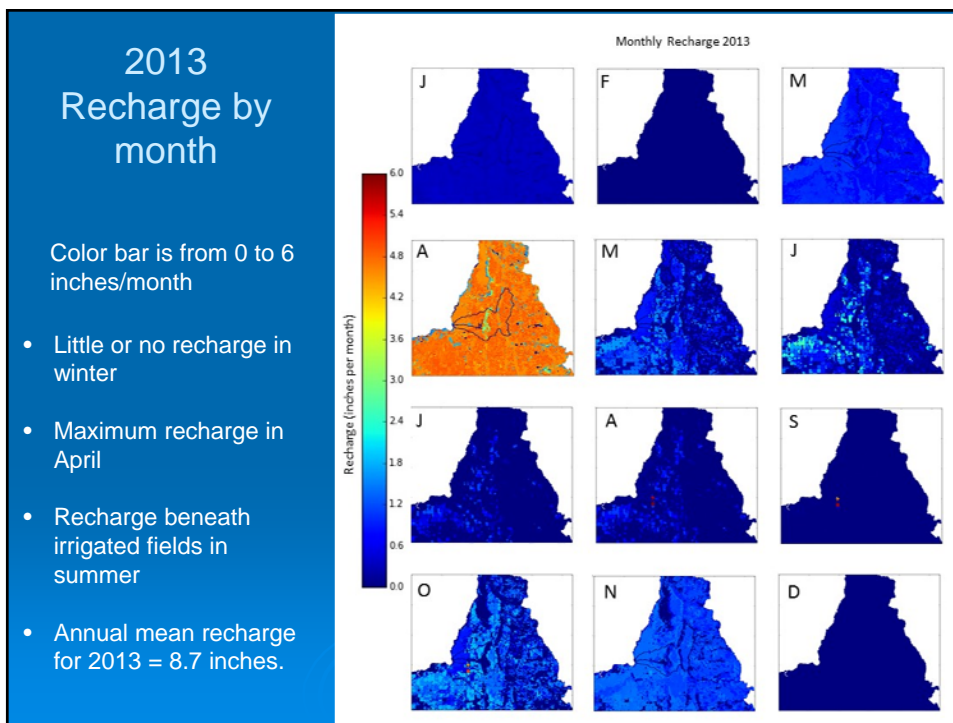 2013
Recharge by
month
Color bar is from 0 to 6
inches/month
• Little or no recharge in
winter
• Maximum recharge in
April
• Recharge beneath
irrigated fields in
summer
• Annual mean recharge
for 2013 = 8.7 inches.
Monthly Recharge 2013
J
F
M
A
M
J
J
A
S
O
N
D
Recharge (inches per month)
6.0
5.4
4.8
4.2
3.6
3.0
2.4
1.8
1.2
0.6
0.0